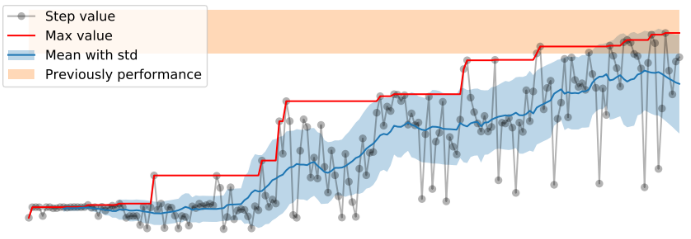 Step value
Max value
Mean with std
Previously performance